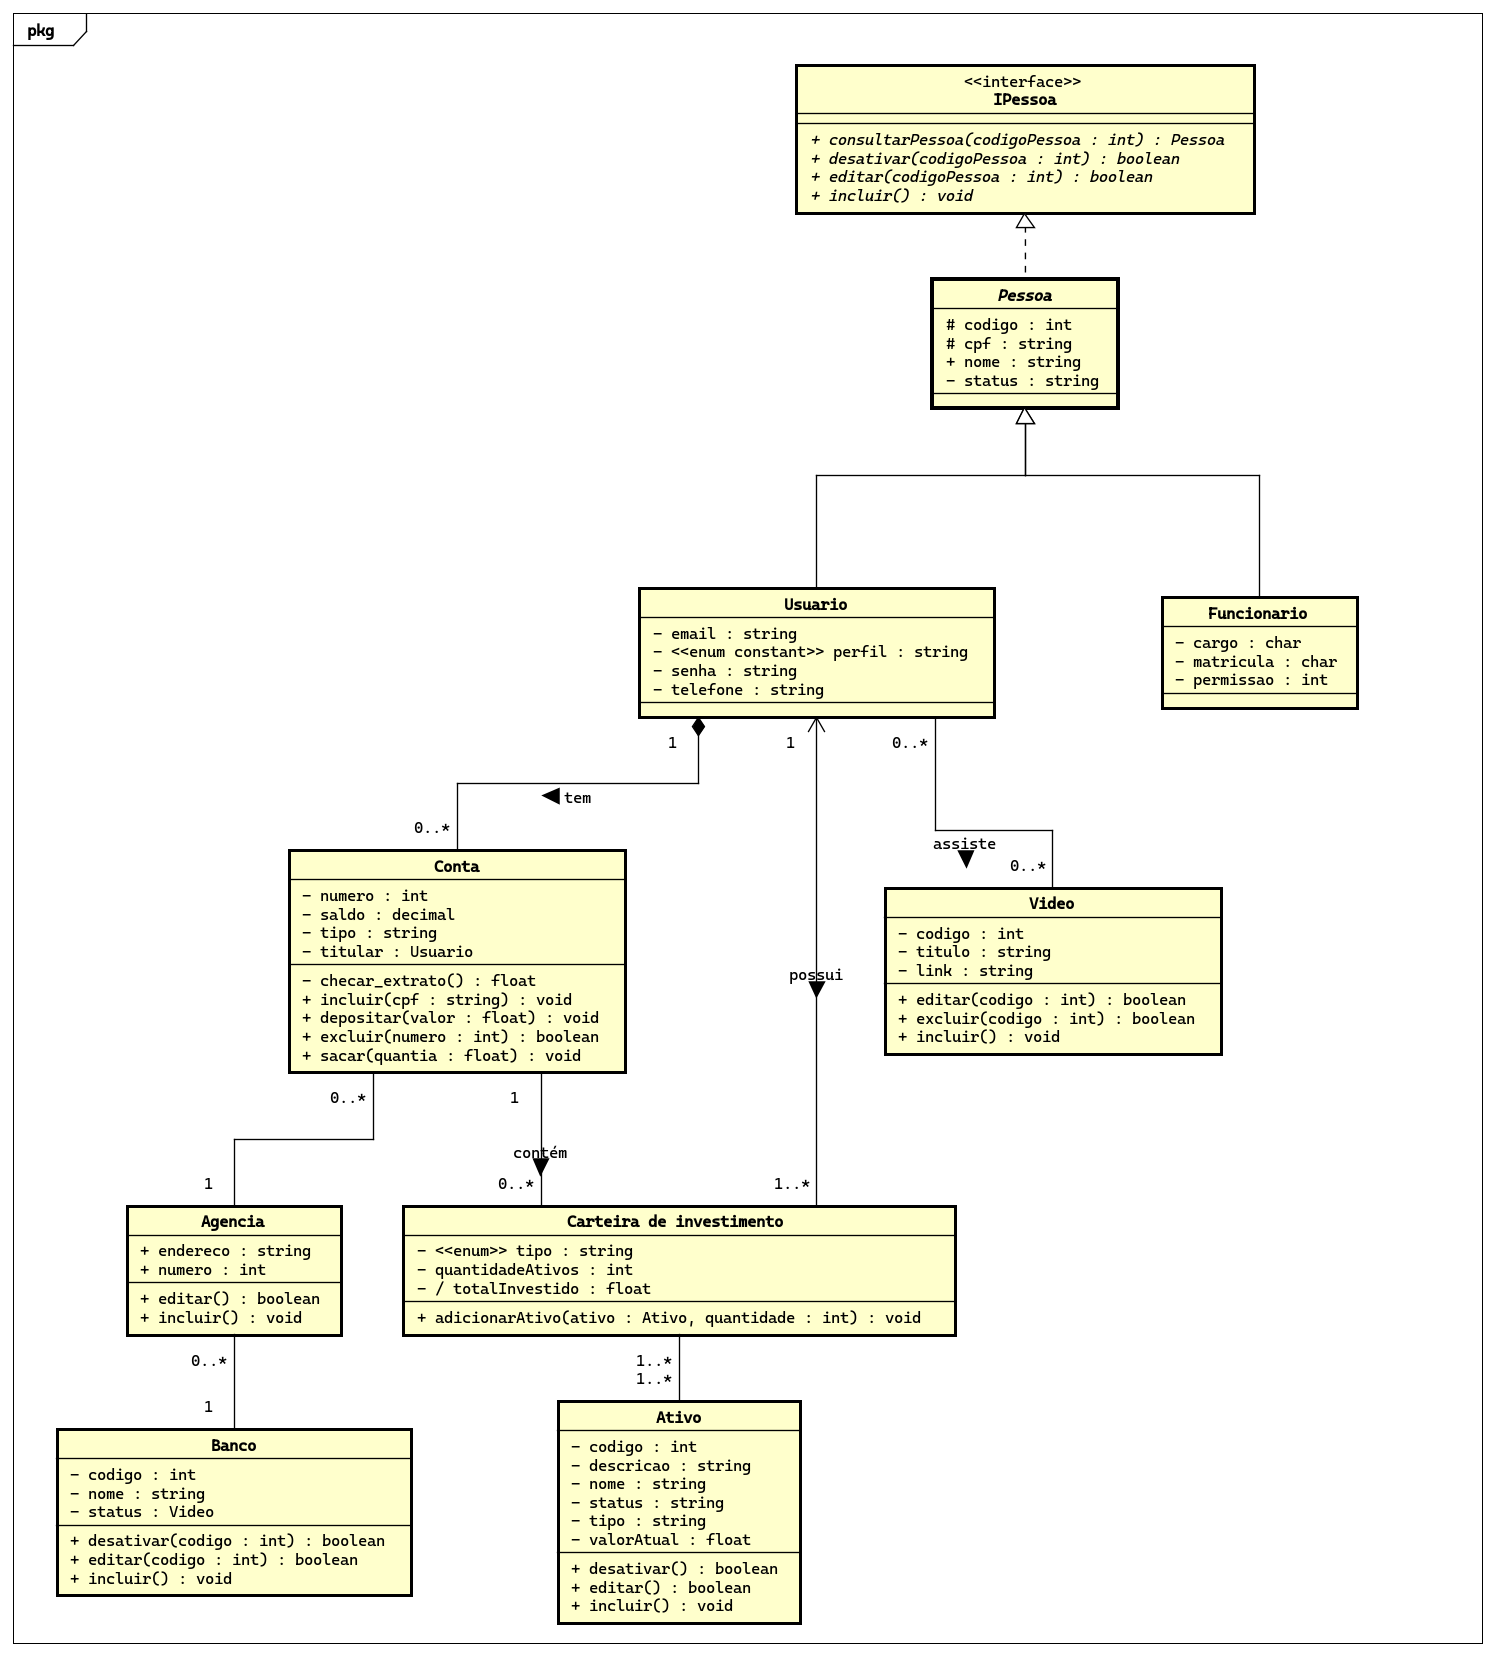 pkg
<<interface>>
IPessoa
+ consultarPessoa(codigoPessoa : int) : Pessoa
+ desativar(codigoPessoa : int) : boolean
+ editar(codigoPessoa : int) : boolean
+ incluir() : void
Pessoa
# codigo : int
# cpf : string
+ nome : string
- status : string
Usuario
- email : string
- <<enum constant>> perfil : string
- senha : string
- telefone : string
Funcionario
- cargo : char
- matricula : char
- permissao : int
1
1
0..*
tem
0..*
assiste
0..*
Conta
- numero : int
- saldo : decimal
- tipo : string
- titular : Usuario
- checar_extrato() : float
+ incluir(cpf : string) : void
+ depositar(valor : float) : void
+ excluir(numero : int) : boolean
+ sacar(quantia : float) : void
possui
Video
- codigo : int
- titulo : string
- link : string
+ editar(codigo : int) : boolean
+ excluir(codigo : int) : boolean
+ incluir() : void
0..*
1
contém
1
0..*
1..*
Agencia
+ endereco : string
+ numero : int
+ editar() : boolean
+ incluir() : void
Carteira de investimento
- <<enum>> tipo : string
- quantidadeAtivos : int
- / totalInvestido : float
+ adicionarAtivo(ativo : Ativo, quantidade : int) : void
0..*
1
1..*
1..*
Banco
- codigo : int
- nome : string
- status : Video
+ desativar(codigo : int) : boolean
+ editar(codigo : int) : boolean
+ incluir() : void
Ativo
- codigo : int
- descricao : string
- nome : string
- status : string
- tipo : string
- valorAtual : float
+ desativar() : boolean
+ editar() : boolean
+ incluir() : void